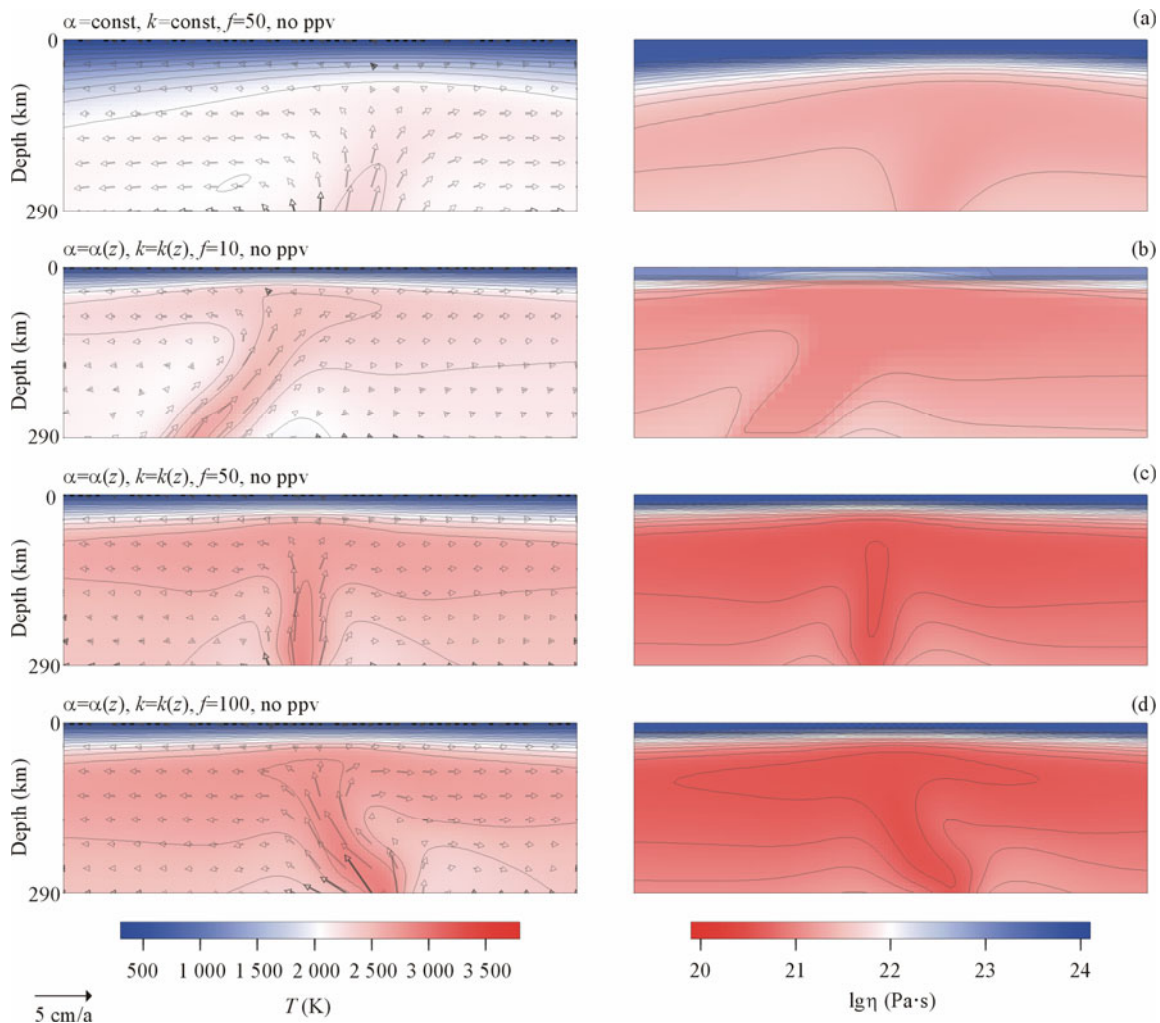 α=const, k=const, f=50, no ppv (a)
0
Depth (km)
290
α=α(z), k=k(z), f=10, no ppv (b)
0
Depth (km)
290
α=α(z), k=k(z), f=50, no ppv (c)
0
Depth (km)
290
α=α(z), k=k(z), f=100, no ppv (d)
0
Depth (km)
290
500 1 000 1 500 2 000 2 500 3 000 3 500
20 21 22 23 24
T (K)
lgη (Pa·s)
5 cm/a